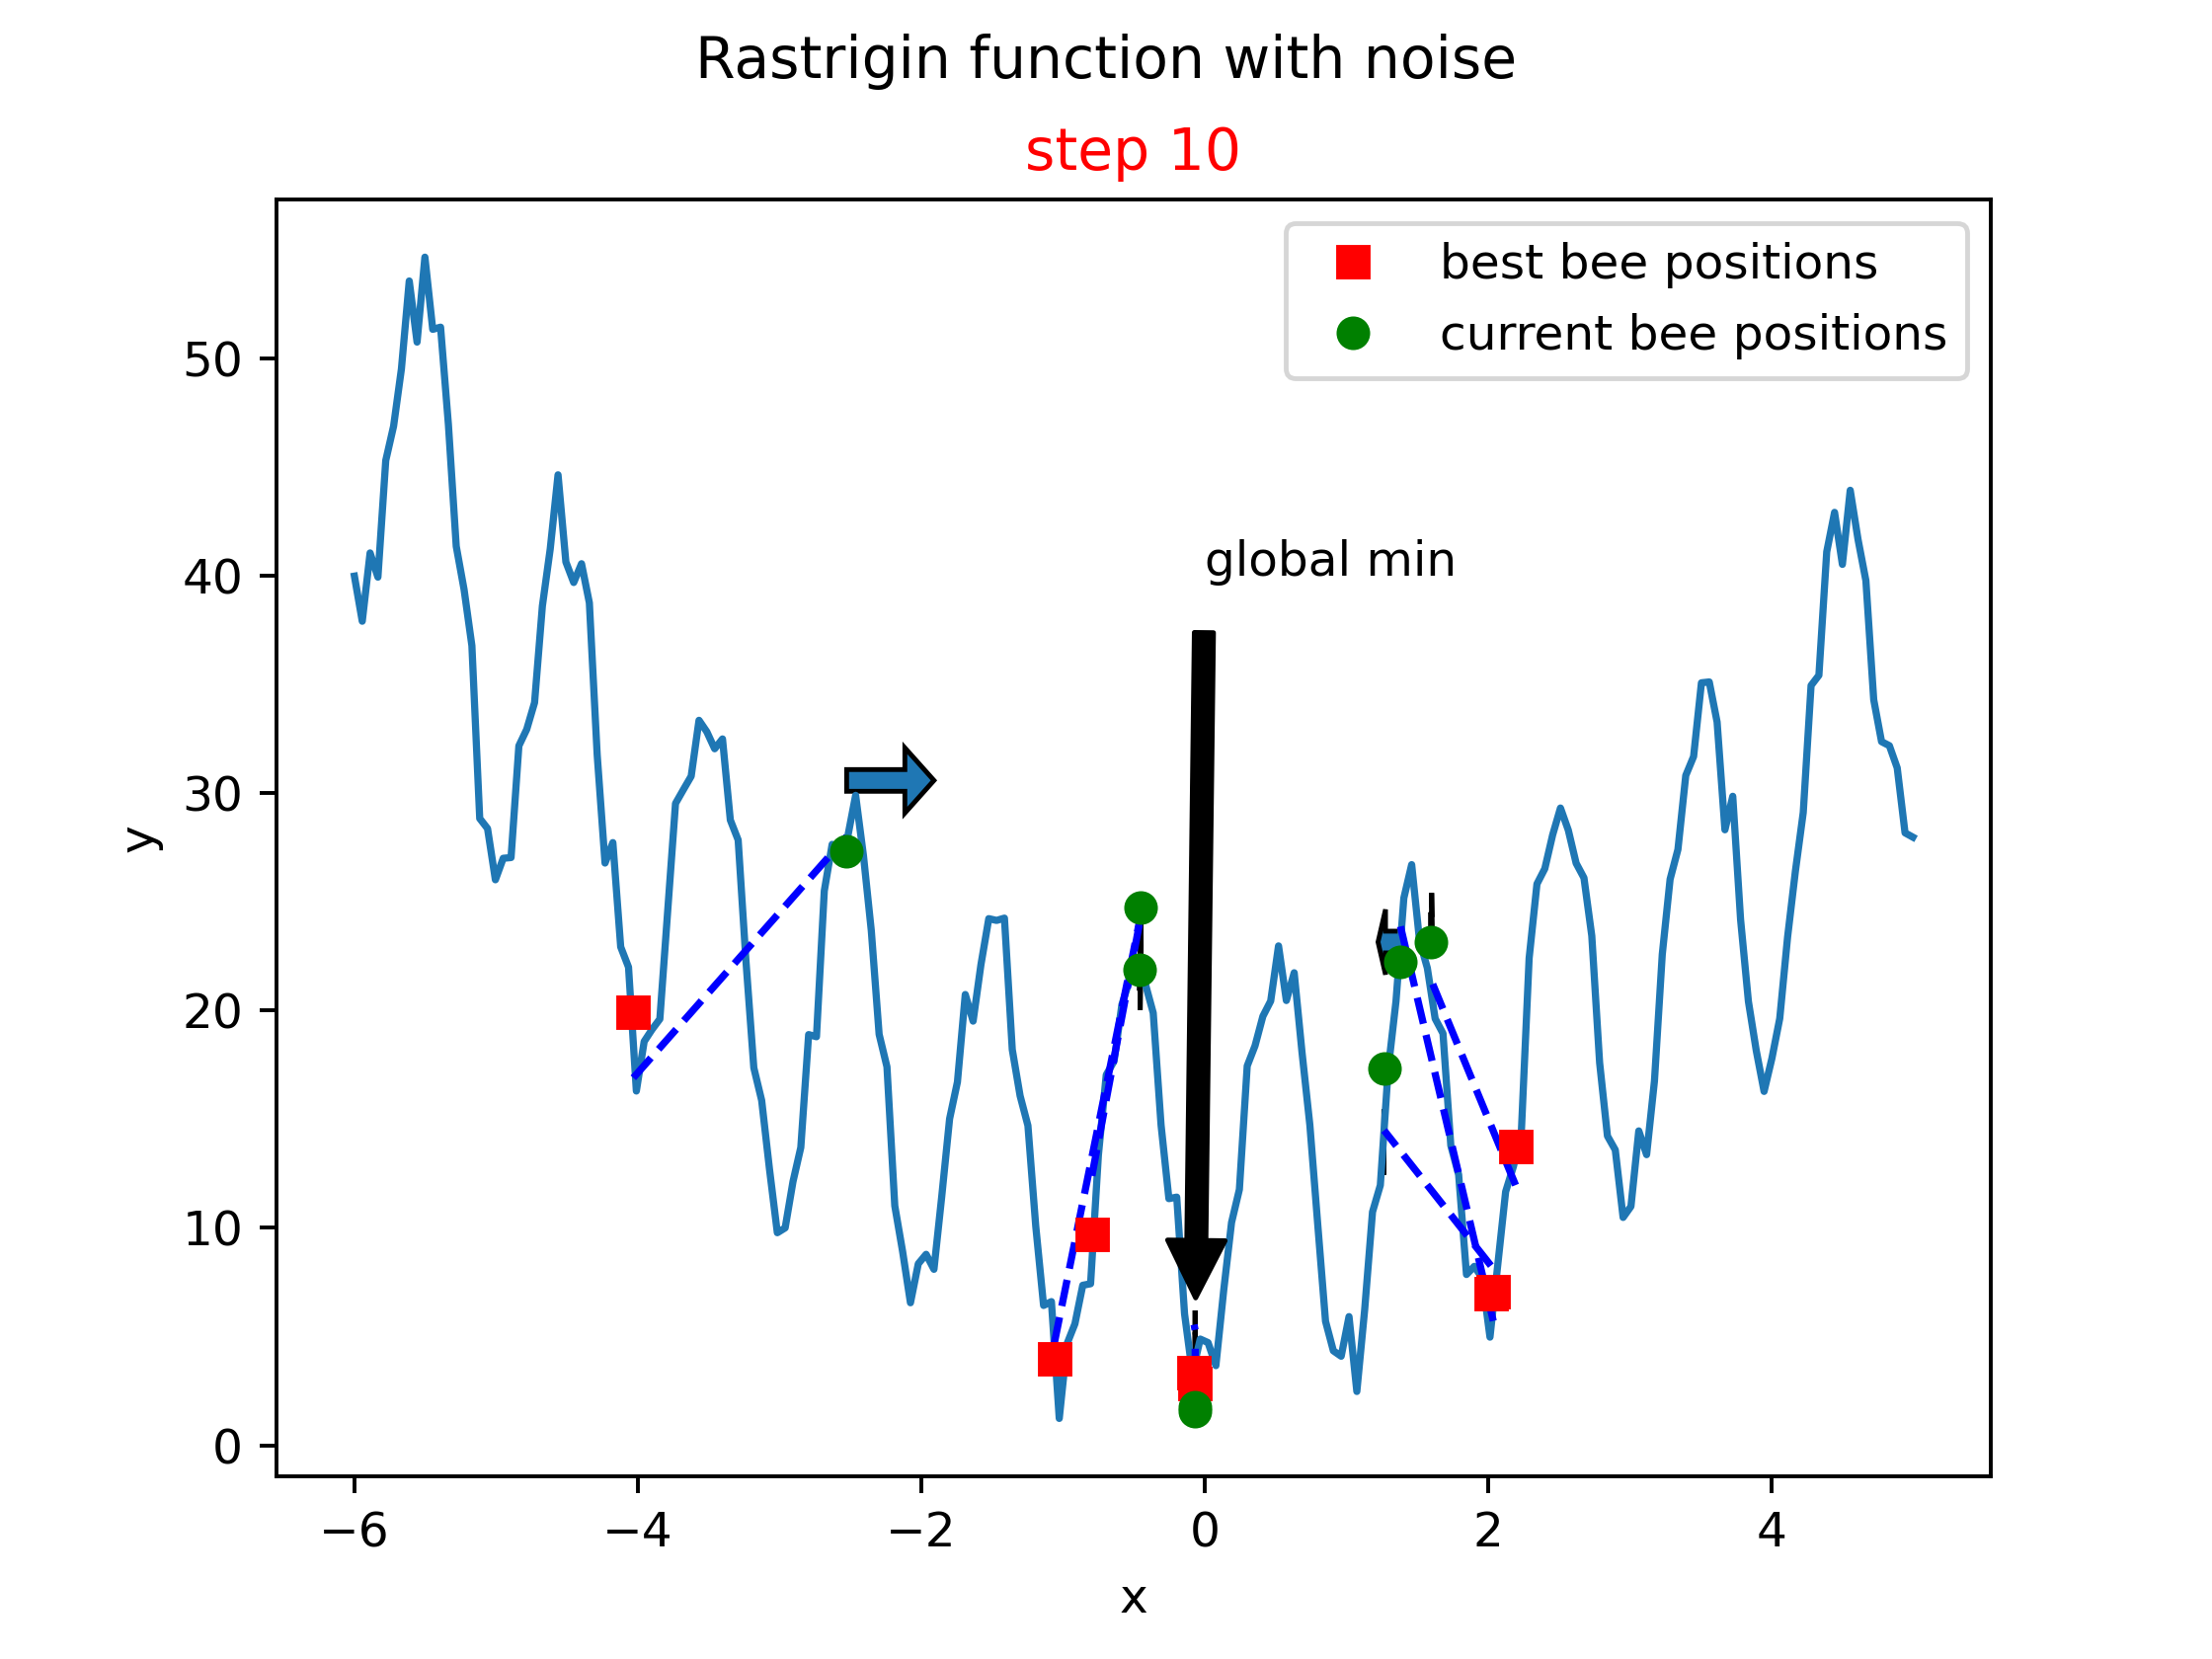 Rastrigin function with noise
step 10
best bee positions
current bee positions
global min
50
40
30
20
10
0
y
−6 −4 −2 0 2 4
x